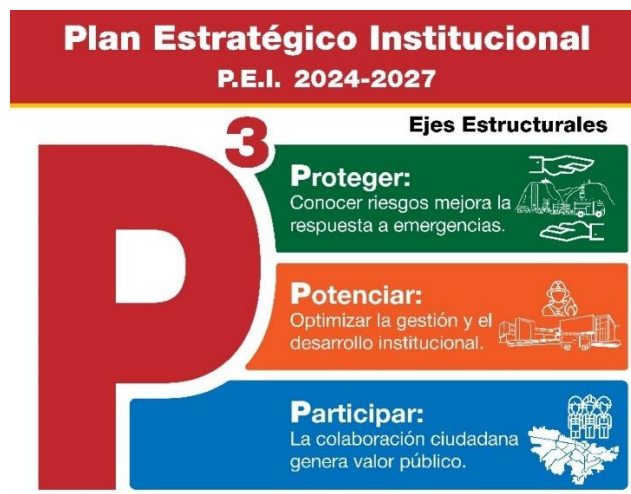 Plan Estratégico Institucional
P.E.I. 2024-2027
Ejes Estructurales
P3
Proteger:
Conocer riesgos mejora la
respuesta a emergencias.
Potenciar:
Optimizar la gestión y el
desarrollo institucional.
Participar:
La colaboración ciudadana
genera valor público.